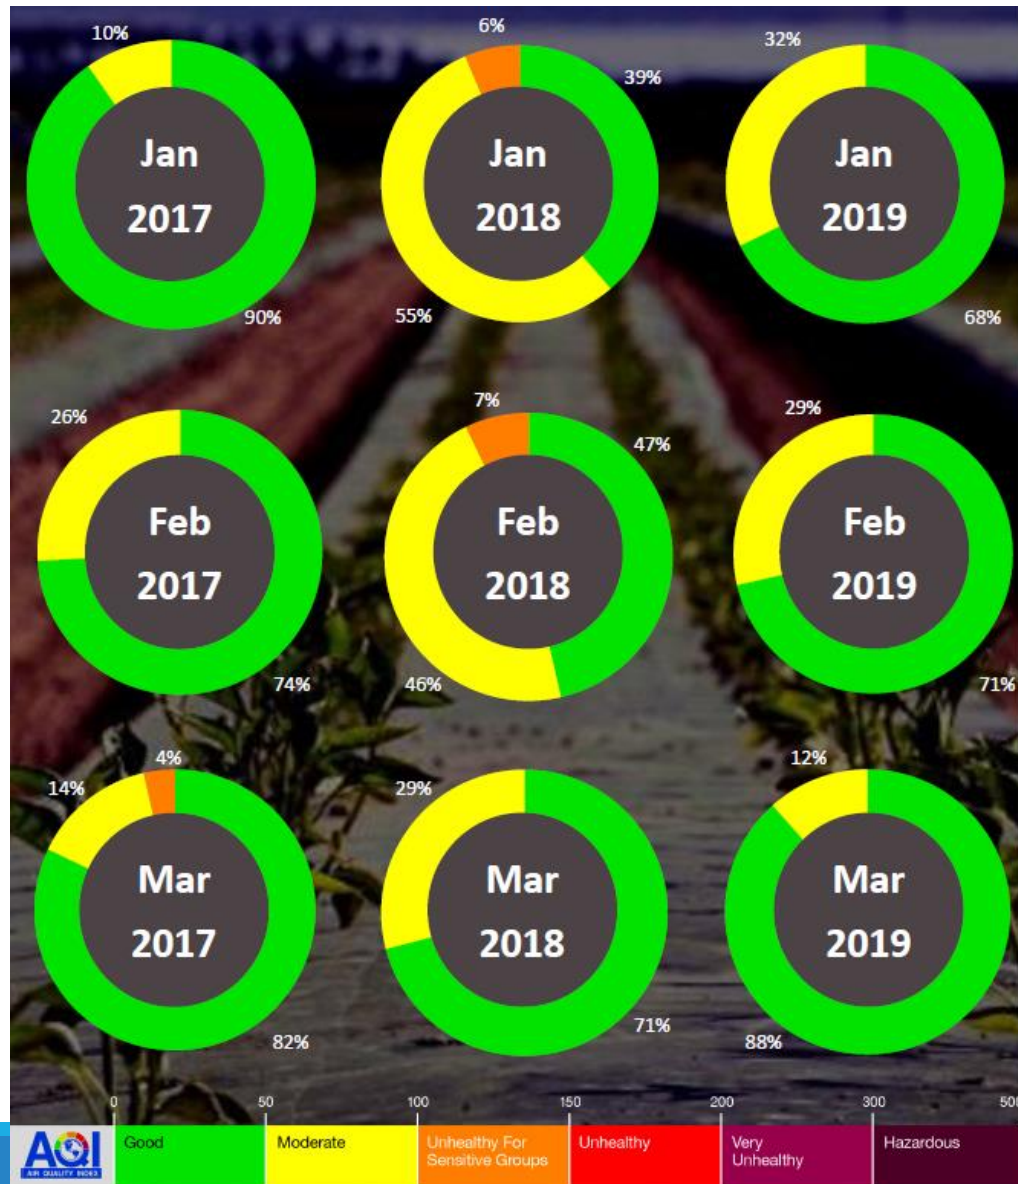 10%
6%
32%
39%
Jan
2017
Jan
2018
Jan
2019
90%
55%
68%
26%
7%
29%
47%
Feb
2017
Feb
2018
Feb
2019
74%
46%
71%
14%
4%
29%
12%
Mar
2017
Mar
2018
Mar
2019
82%
71%
88%
0 50 100 150 200 300 500
AQI
AIR QUALITY INDEX
Good
Moderate
Unhealthy For
Sensitive Groups
Unhealthy
Very
Unhealthy
Hazardous